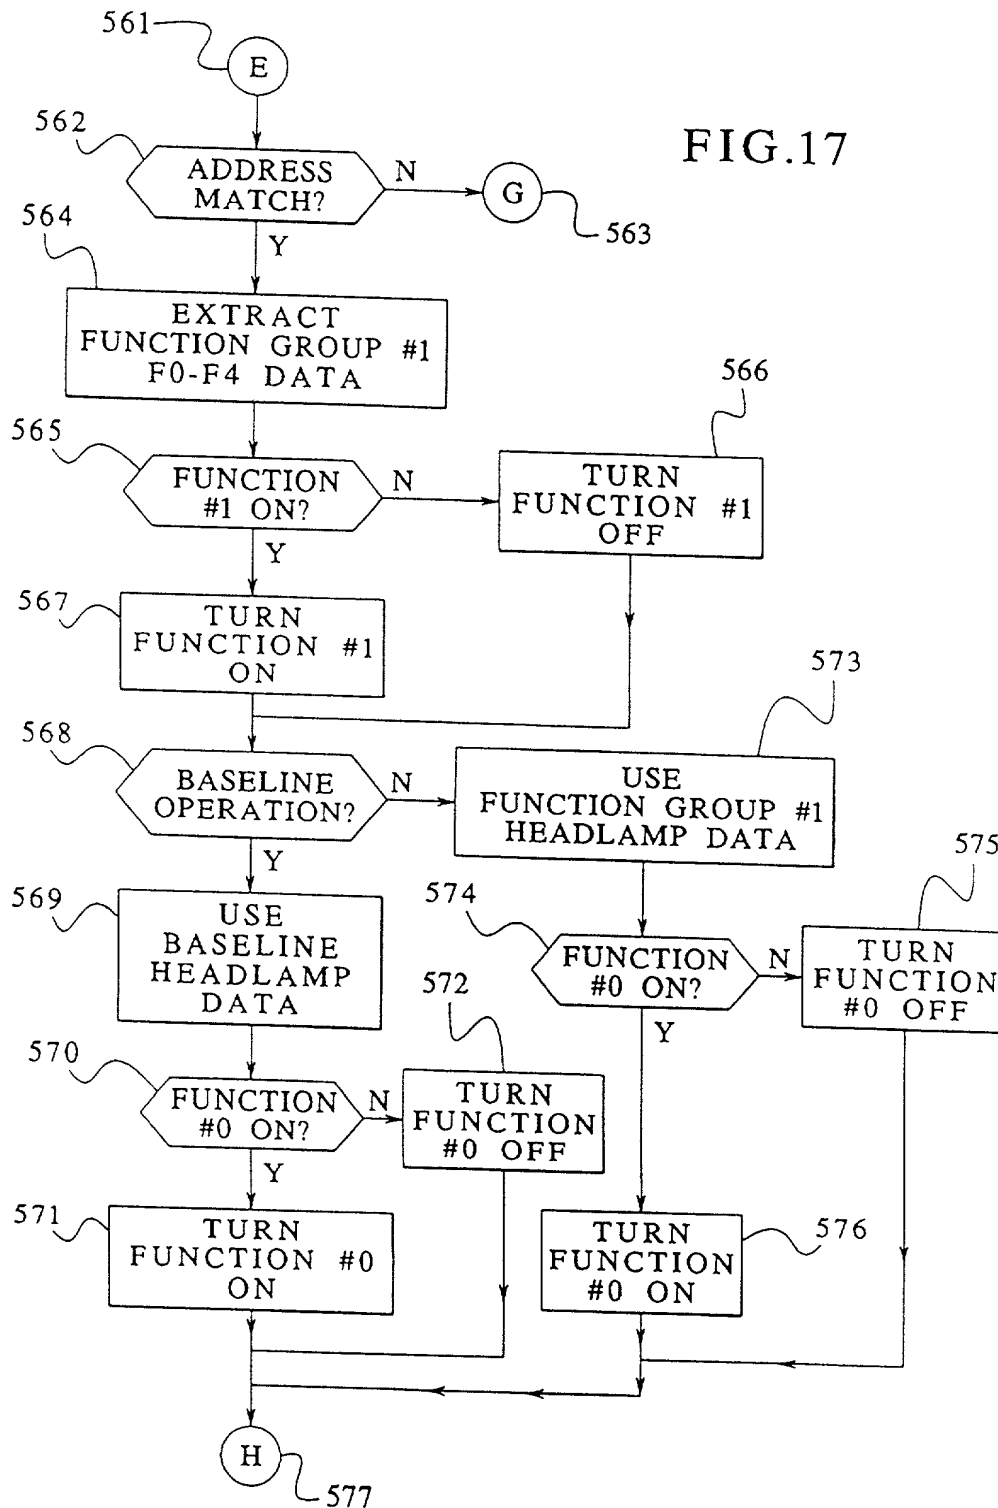 561
E
562
FIG.17
ADDRESS
MATCH?
N
G
563
564
Y
EXTRACT
FUNCTION GROUP #1
F0-F4 DATA
565
566
FUNCTION
#1 ON?
N
TURN
FUNCTION #1
OFF
Y
567
TURN
FUNCTION #1
ON
573
568
BASELINE
OPERATION?
N
USE
FUNCTION GROUP #1
HEADLAMP DATA
Y
569
USE
BASELINE
HEADLAMP
DATA
574
575
FUNCTION
#0 ON?
N
TURN
FUNCTION
#0 OFF
Y
572
570
FUNCTION
#0 ON?
N
TURN
FUNCTION
#0 OFF
Y
571
TURN
FUNCTION #0
ON
TURN
FUNCTION
#0 ON
576
H
577